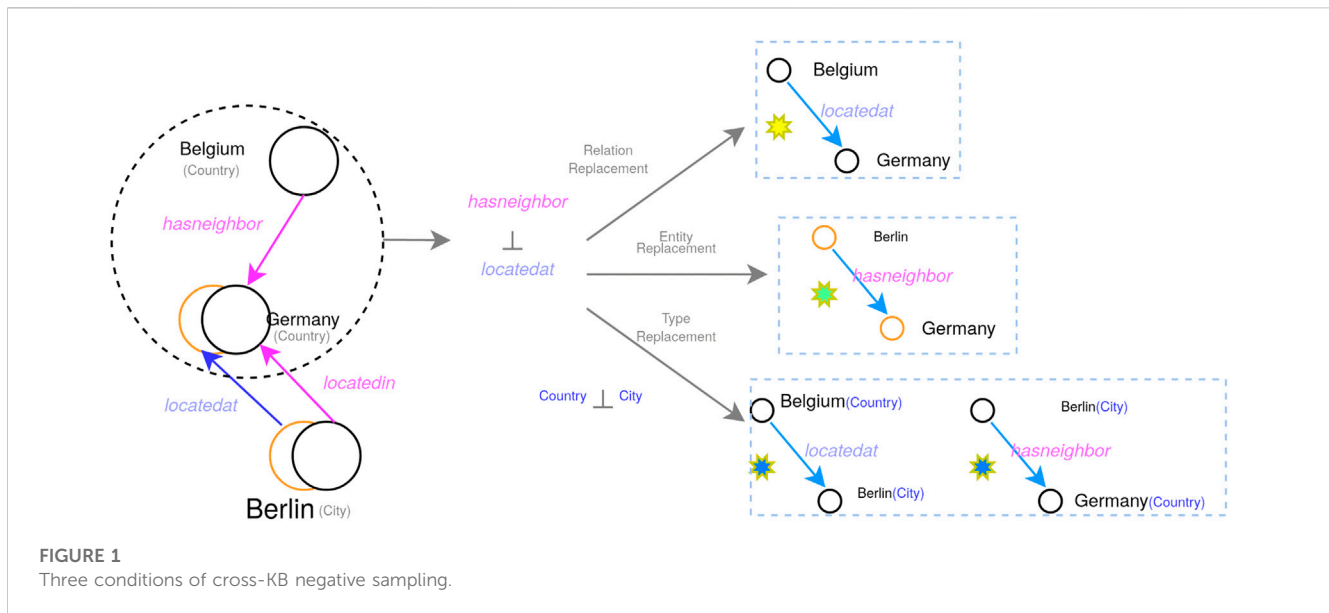 Belgium
(Country)
hasneighbor
Germany
(Country)
locatedat
locatedin
Berlin (City)
hasneighbor
locatedat
Relation
Replacement
Entity
Replacement
Type
Replacement
Country ⊥ City
Belgium
locatedat
Germany
Berlin
hasneighbor
Germany
Belgium(Country)
locatedat
Berlin(City)
Berlin(City)
hasneighbor
Germany(Country)
FIGURE 1
Three conditions of cross-KB negative sampling.